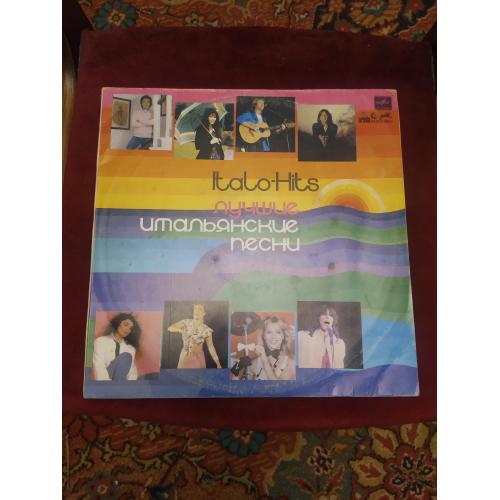 Italo-Hits
лучшие
итальянские
песни